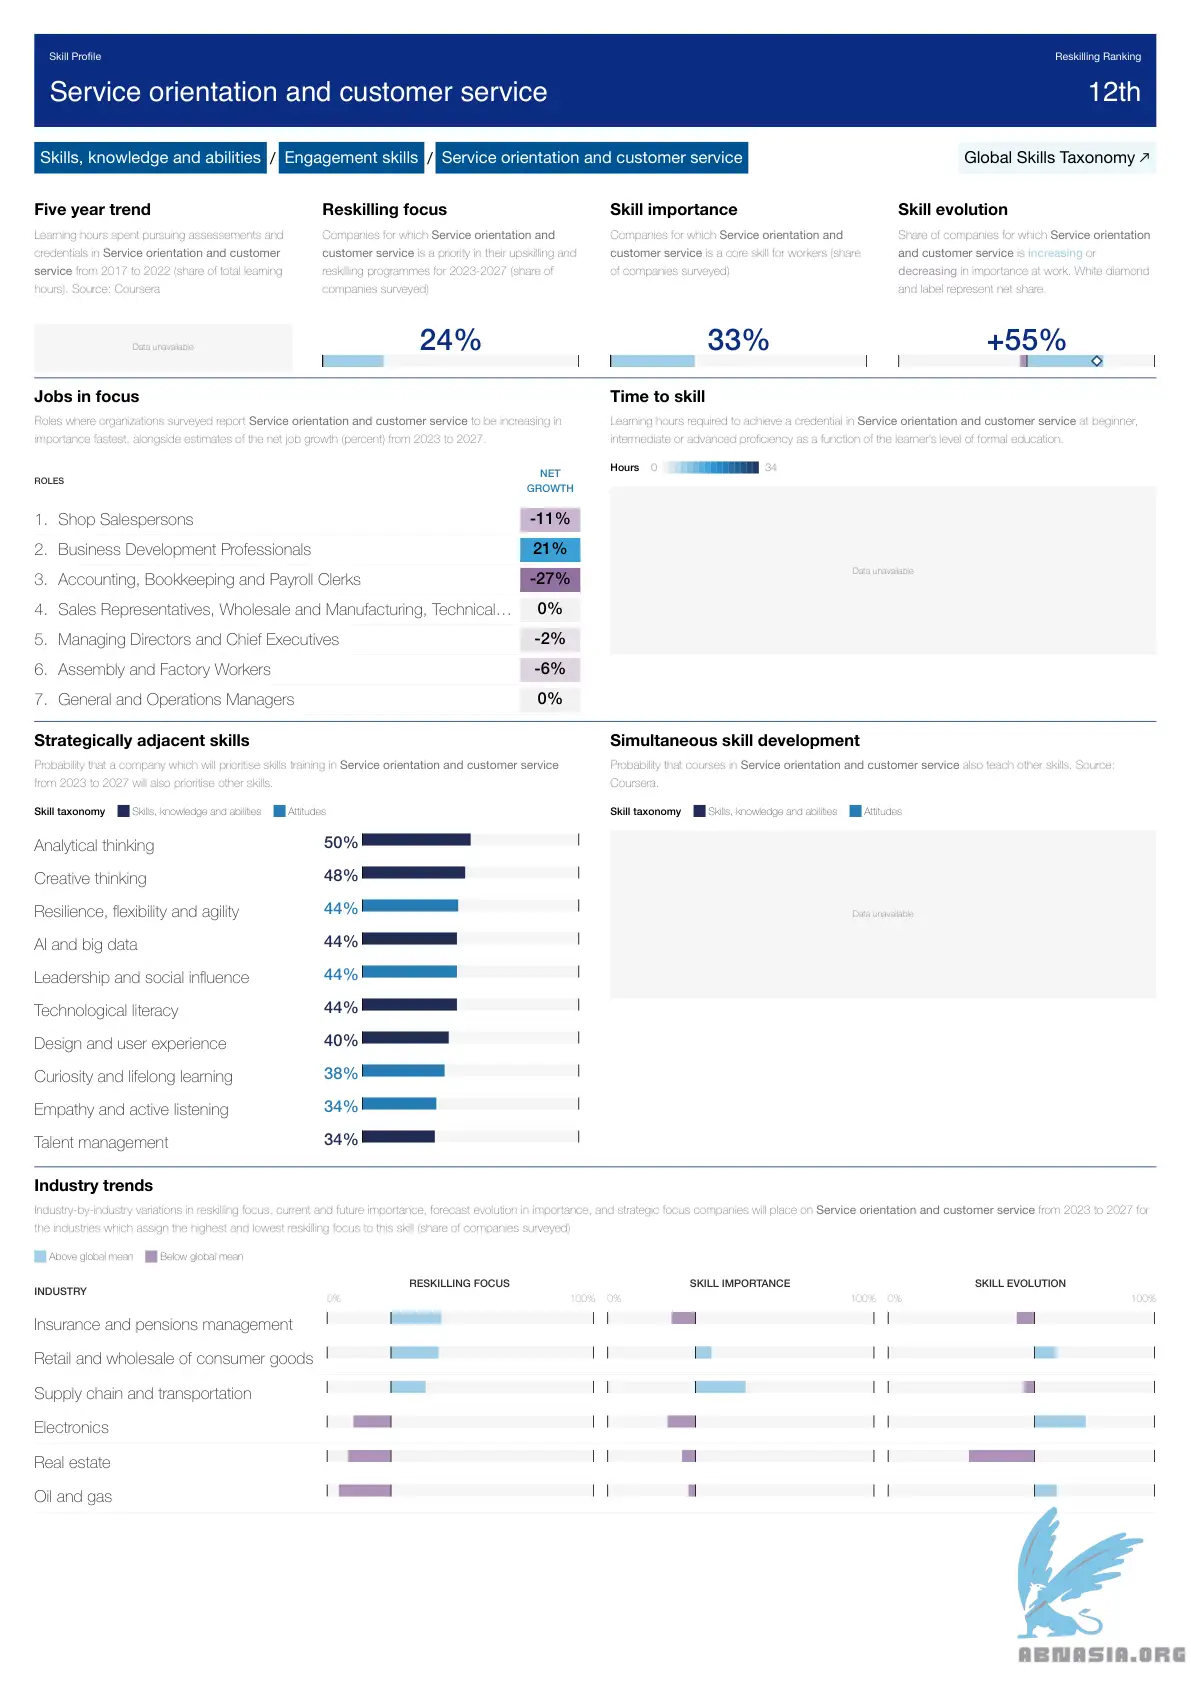 Skill Profile
Reskilling Ranking
Service orientation and customer service
12th
Skills, knowledge and abilities / Engagement skills / Service orientation and customer service
Global Skills Taxonomy ↗
Five year trend
Learning hours spent pursuing assessements and
credentials in Service orientation and customer
service from 2017 to 2022 (share of total learning
hours). Source: Coursera
Data unavailable
Reskilling focus
Companies for which Service orientation and
customer service is a priority in their upskilling and
reskilling programmes for 2023-2027 (share of
companies surveyed)
24%
Skill importance
Companies for which Service orientation and
customer service is a core skill for workers (share
of companies surveyed)
33%
Skill evolution
Share of companies for which Service orientation
and customer service is increasing or
decreasing in importance at work. White diamond
and label represent net share.
+55%
Jobs in focus
Roles where organizations surveyed report Service orientation and customer service to be increasing in
importance fastest, alongside estimates of the net job growth (percent) from 2023 to 2027.
ROLES
NET
GROWTH
1. Shop Salespersons -11%
2. Business Development Professionals 21%
3. Accounting, Bookkeeping and Payroll Clerks -27%
4. Sales Representatives, Wholesale and Manufacturing, Technical… 0%
5. Managing Directors and Chief Executives -2%
6. Assembly and Factory Workers -6%
7. General and Operations Managers 0%
Time to skill
Learning hours required to achieve a credential in Service orientation and customer service at beginner,
intermediate or advanced proficiency as a function of the learner's level of formal education.
Hours 0 34
Data unavailable
Strategically adjacent skills
Probability that a company which will prioritise skills training in Service orientation and customer service
from 2023 to 2027 will also prioritise other skills.
Skill taxonomy Skills, knowledge and abilities Attitudes
Analytical thinking 50%
Creative thinking 48%
Resilience, flexibility and agility 44%
AI and big data 44%
Leadership and social influence 44%
Technological literacy 44%
Design and user experience 40%
Curiosity and lifelong learning 38%
Empathy and active listening 34%
Talent management 34%
Simultaneous skill development
Probability that courses in Service orientation and customer service also teach other skills. Source:
Coursera.
Skill taxonomy Skills, knowledge and abilities Attitudes
Data unavailable
Industry trends
Industry-by-industry variations in reskilling focus, current and future importance, forecast evolution in importance, and strategic focus companies will place on Service orientation and customer service from 2023 to 2027 for
the industries which assign the highest and lowest reskilling focus to this skill (share of companies surveyed)
Above global mean Below global mean
INDUSTRY
RESKILLING FOCUS SKILL IMPORTANCE SKILL EVOLUTION
0% 100% 0% 100% 0% 100%
Insurance and pensions management
Retail and wholesale of consumer goods
Supply chain and transportation
Electronics
Real estate
Oil and gas
ABNASIA.ORG